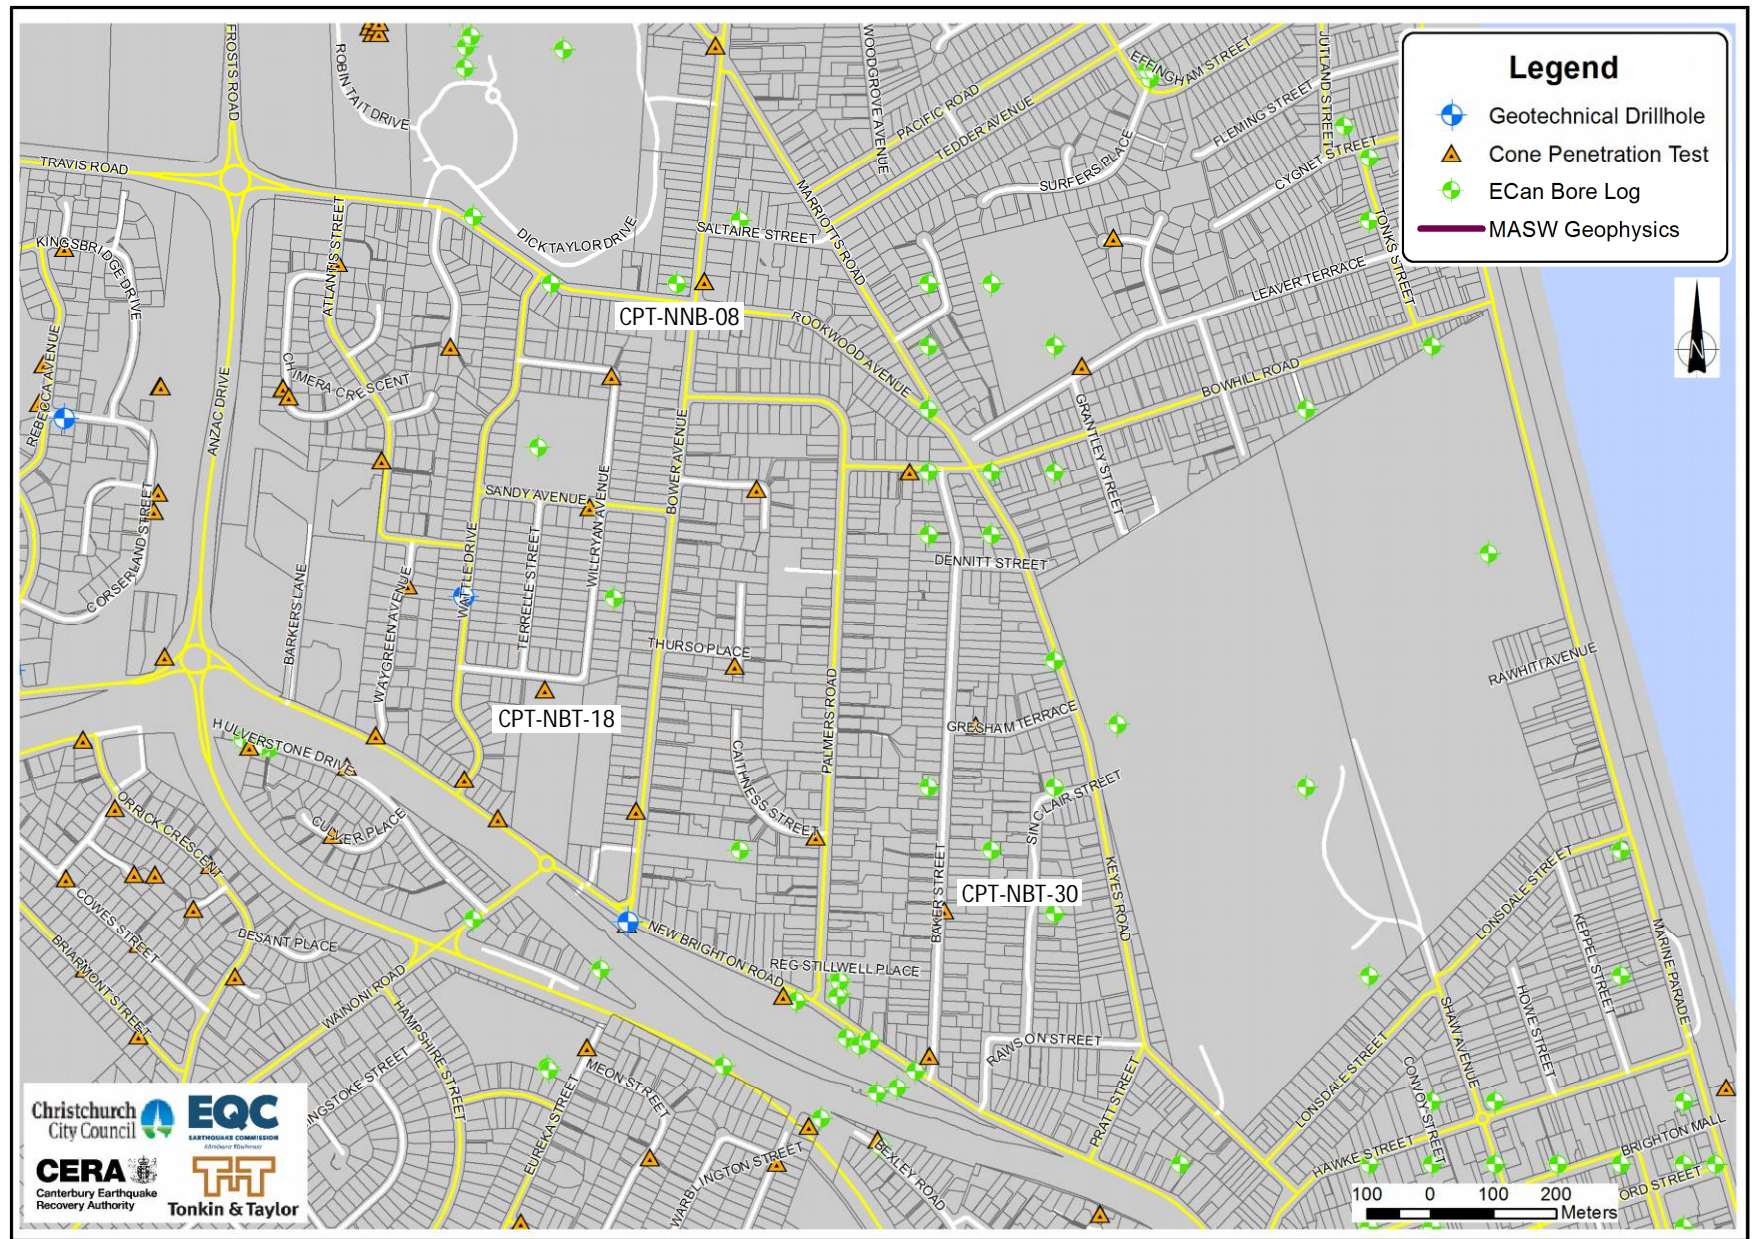 Legend
Geotechnical Drillhole
Cone Penetration Test
ECan Bore Log
MASW Geophysics
FROSTS ROAD
ROBIN TAIT DRIVE
WOODGROVE AVENUE
PACIFIC ROAD
TEDDER AVENUE
EFFINGHAM STREET
JUTLAND STREET
FLEMING STREET
CYGNET STREET
SURFERS PLACE
TONKS STREET
TRAVIS ROAD
KINGSBRIDGE DRIVE
ATLANTIS STREET
DICK TAYLOR DRIVE
SALTAIRE STREET
MARRIOTTS ROAD
LEAVER TERRACE
CPT-NNB-08
ROOKWOOD AVENUE
BOWHILL ROAD
GRANTLEY STREET
REBECCA AVENUE
ANZAC DRIVE
CHIMERA CRESCENT
BOWER AVENUE
SANDY AVENUE
WILLRYAN AVENUE
TERRELLE STREET
WATTLE DRIVE
WAYGREEN AVENUE
BARKERS LANE
CORSERLAND STREET
DENNITT STREET
THURSO PLACE
PALMERS ROAD
RAWHITI AVENUE
CPT-NBT-18
GRESHAM TERRACE
HULVERSTONE DRIVE
CAITHNESS STREET
SINCLAIR STREET
CULVER PLACE
ORRICK CRESCENT
BAKER STREET
CPT-NBT-30
KEYES ROAD
LONSDALE STREET
KEPPEL STREET
MARINE PARADE
COWES STREET
BESANT PLACE
BRIARMONT STREET
WAINONI ROAD
NEW BRIGHTON ROAD
REG STILLWELL PLACE
HOWE STREET
SHAW AVENUE
HAMPSHIRE STREET
RAWSON STREET
LONSDALE STREET
CONVOY STREET
PRATT STREET
MEON STREET
EUREKA STREET
INGSTOKE STREET
WARBLINGTON STREET
BEXLEY ROAD
HAWKE STREET
BRIGHTON MALL
ORD STREET
Christchurch
City Council
EQC
EARTHQUAKE COMMISSION
CERA
Canterbury Earthquake
Recovery Authority
Tonkin & Taylor
N
100 0 100 200
Meters